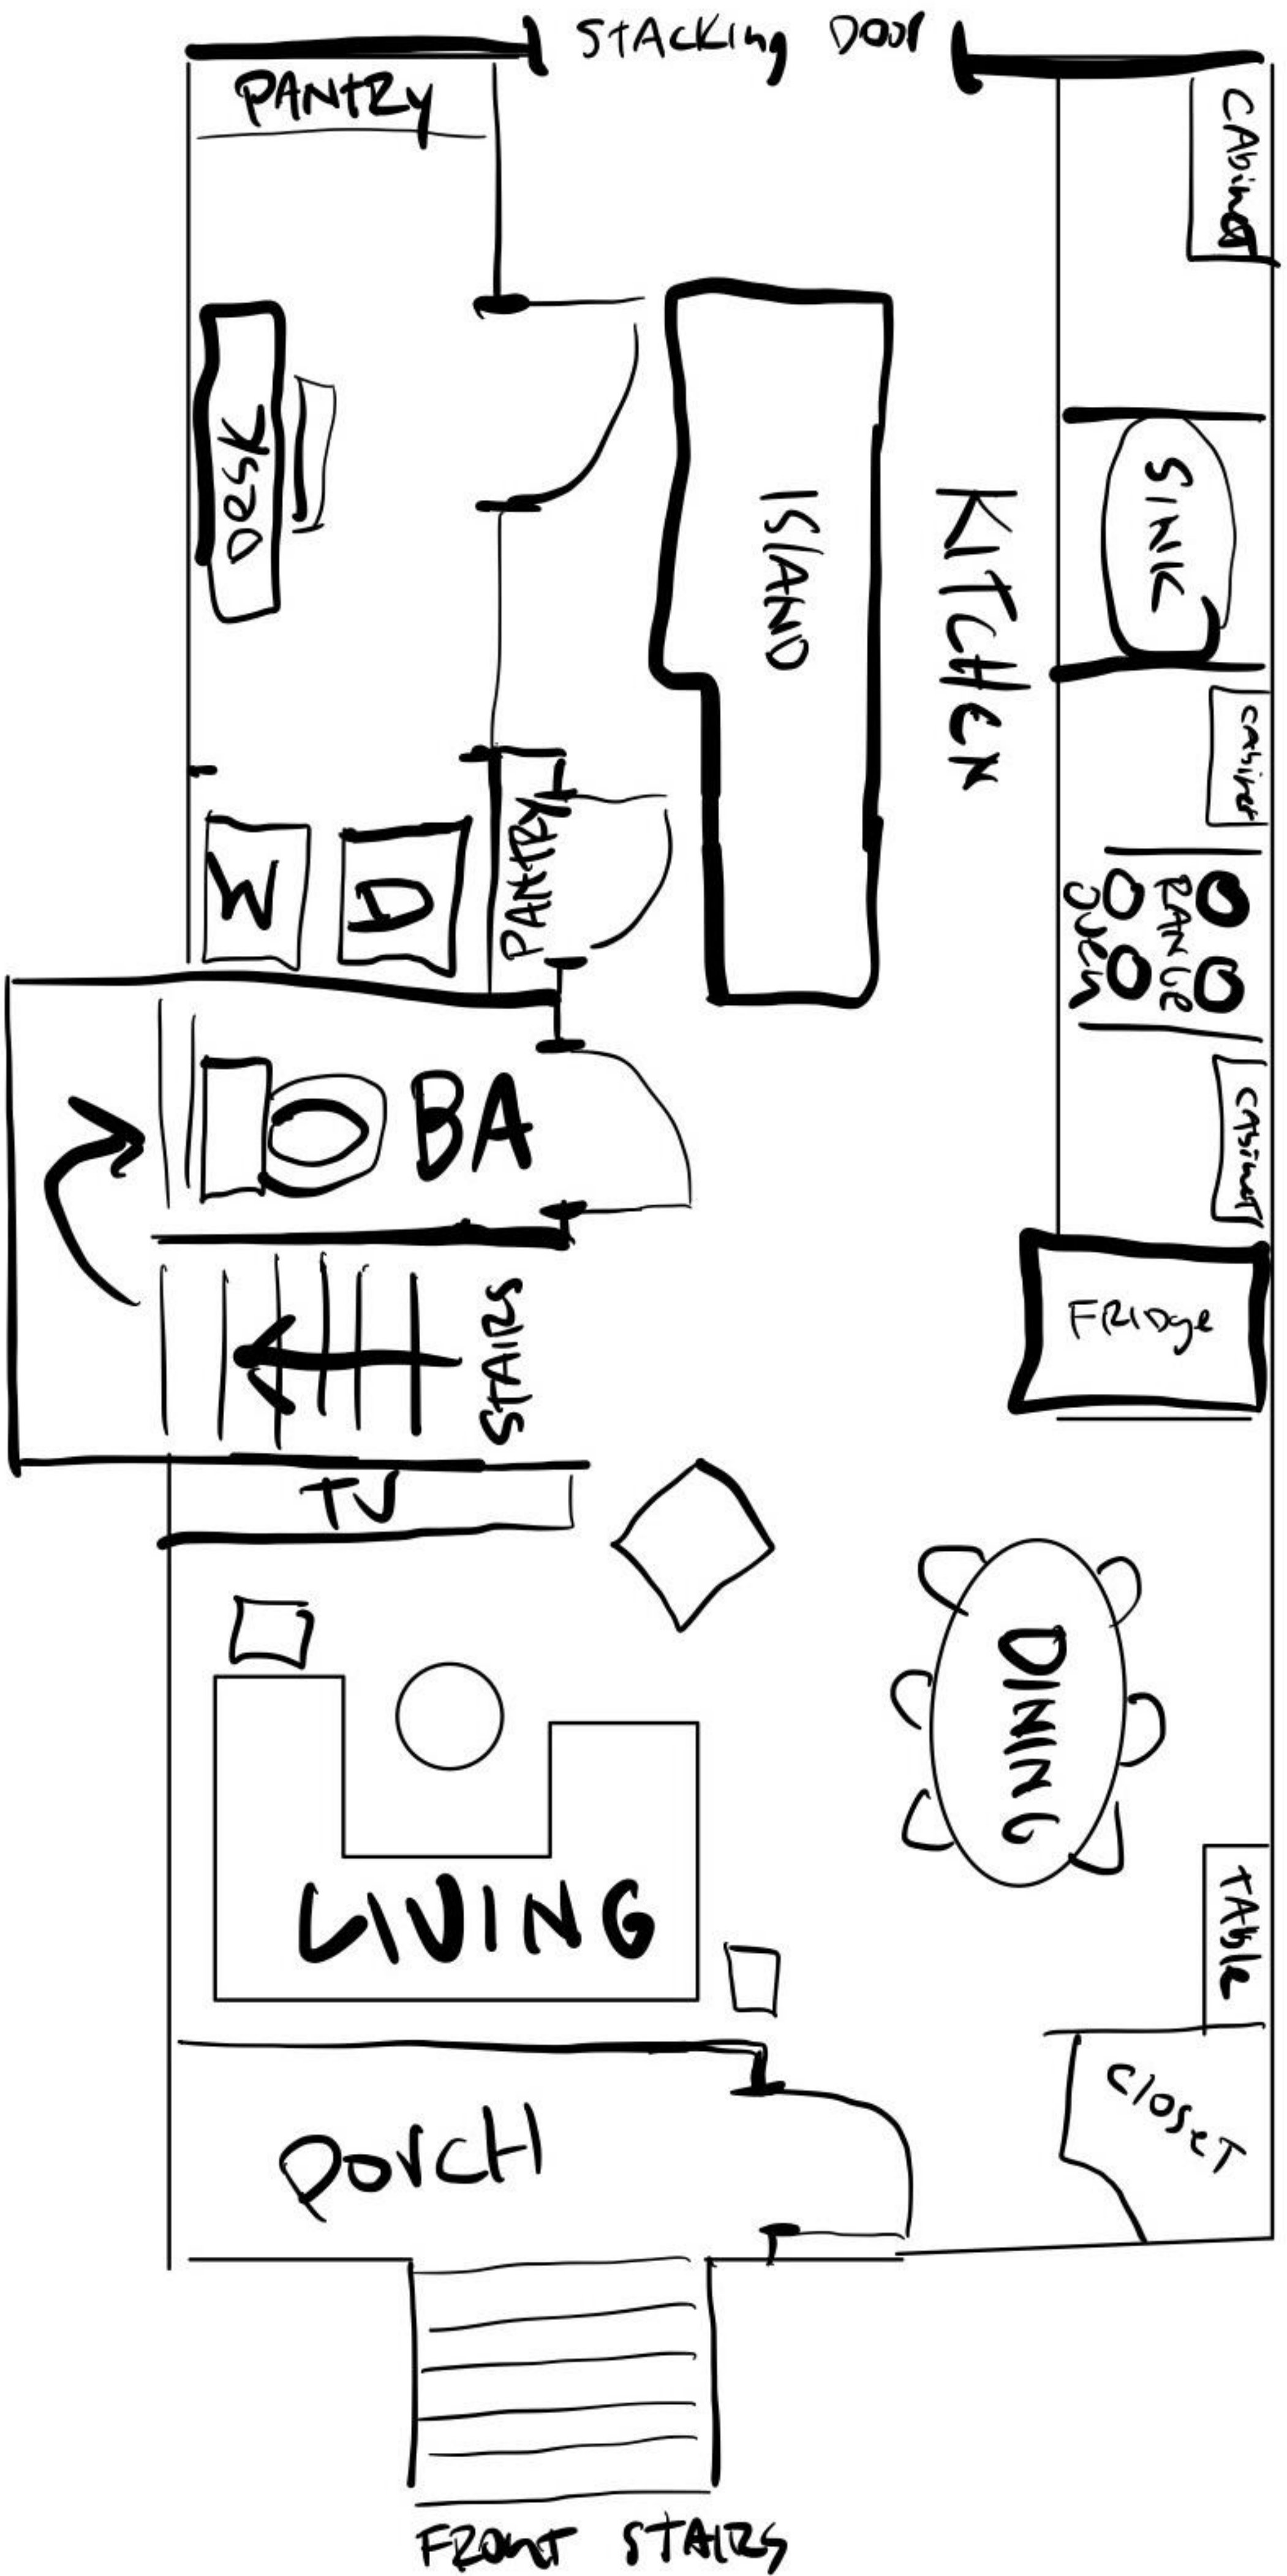 STACKING DOOR
PANTRY
CAbinet
DESK
ISLAND
KITCHEN
SINK
CAbinet
PANTRY
W
D
RANGE
OVEN
BA
CAbinet
STAIRS
FRIDge
TV
DINING
LIVING
TAble
PORCH
CloseT
FRONT STAIRS